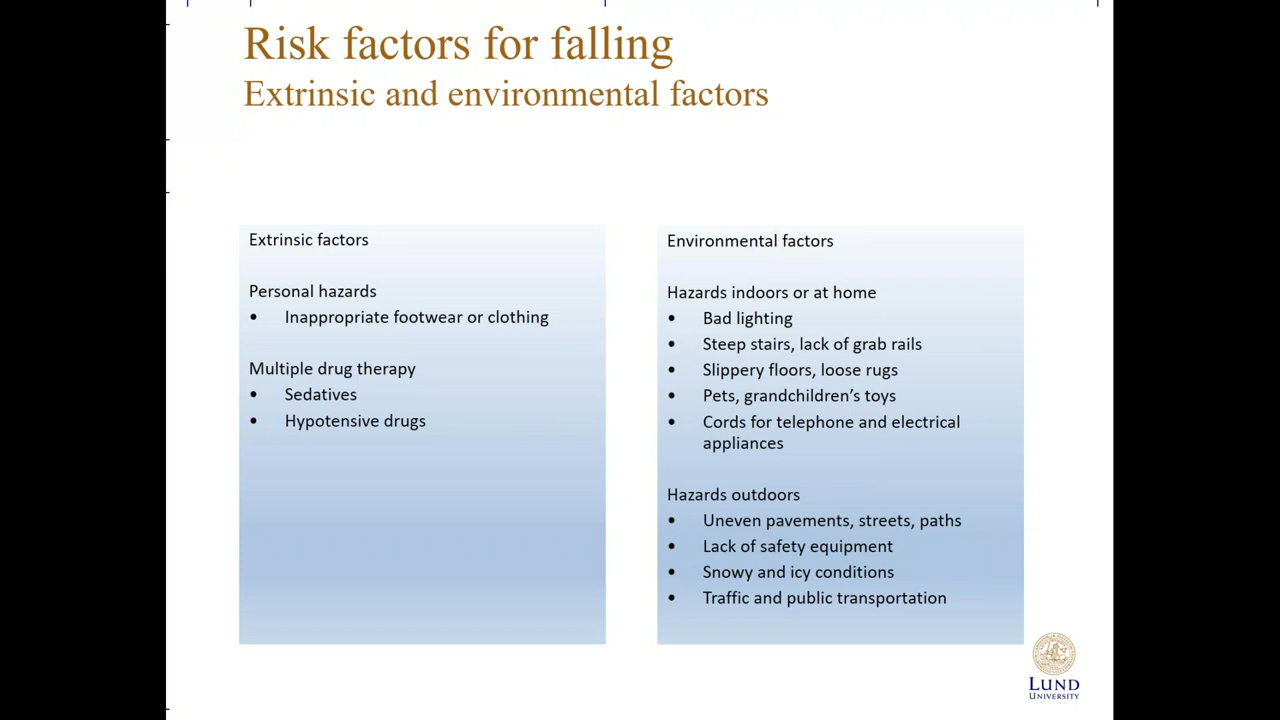 Risk factors for falling
Extrinsic and environmental factors
Extrinsic factors
Personal hazards
• Inappropriate footwear or clothing
Multiple drug therapy
• Sedatives
• Hypotensive drugs
Environmental factors
Hazards indoors or at home
• Bad lighting
• Steep stairs, lack of grab rails
• Slippery floors, loose rugs
• Pets, grandchildren’s toys
• Cords for telephone and electrical
appliances
Hazards outdoors
• Uneven pavements, streets, paths
• Lack of safety equipment
• Snowy and icy conditions
• Traffic and public transportation
LUND
UNIVERSITY